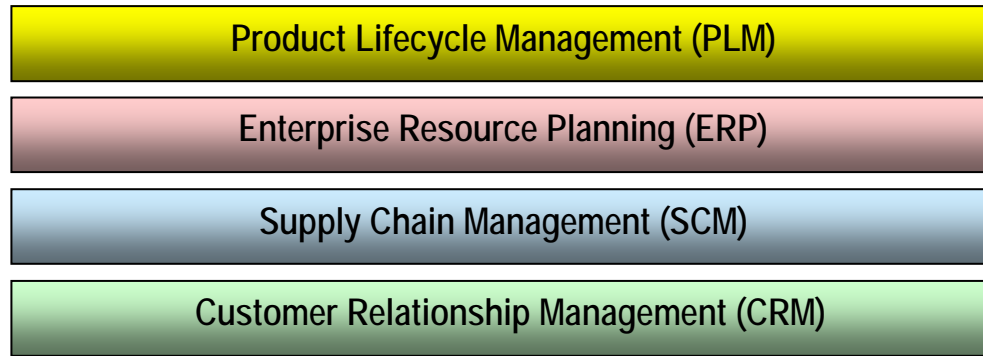 Product Lifecycle Management (PLM)
Enterprise Resource Planning (ERP)
Supply Chain Management (SCM)
Customer Relationship Management (CRM)